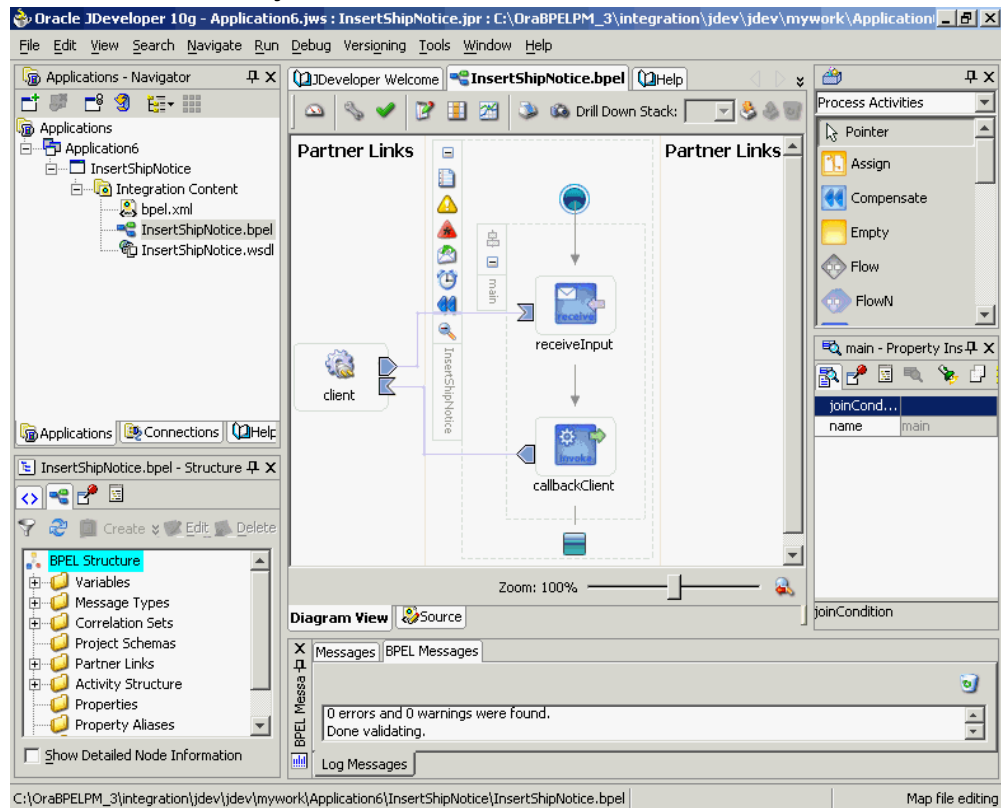 Oracle JDeveloper 10g - Application6.jws : InsertShipNotice.jpr : C:\OraBPELPM_3\integration\jdev\jdev\mywork\Application
File Edit View Search Navigate Run Debug Versioning Tools Window Help
Applications - Navigator
Applications
Application6
InsertShipNotice
Integration Content
bpel.xml
InsertShipNotice.bpel
InsertShipNotice.wsdl
Applications Connections Help
InsertShipNotice.bpel - Structure
Create Edit Delete
BPEL Structure
Variables
Message Types
Correlation Sets
Project Schemas
Partner Links
Activity Structure
Properties
Property Aliases
Show Detailed Node Information
JDeveloper Welcome InsertShipNotice.bpel Help
Drill Down Stack:
Partner Links
Partner Links
main
InsertShipNotice
receive
receiveInput
client
invoke
callbackClient
Zoom: 100%
Diagram View Source
Process Activities
Pointer
Assign
Compensate
Empty
Flow
FlowN
main - Property Ins
joinCond...
name main
joinCondition
BPEL Messa
Messages BPEL Messages
0 errors and 0 warnings were found.
Done validating.
Log Messages
C:\OraBPELPM_3\integration\jdev\jdev\mywork\Application6\InsertShipNotice\InsertShipNotice.bpel Map file editing